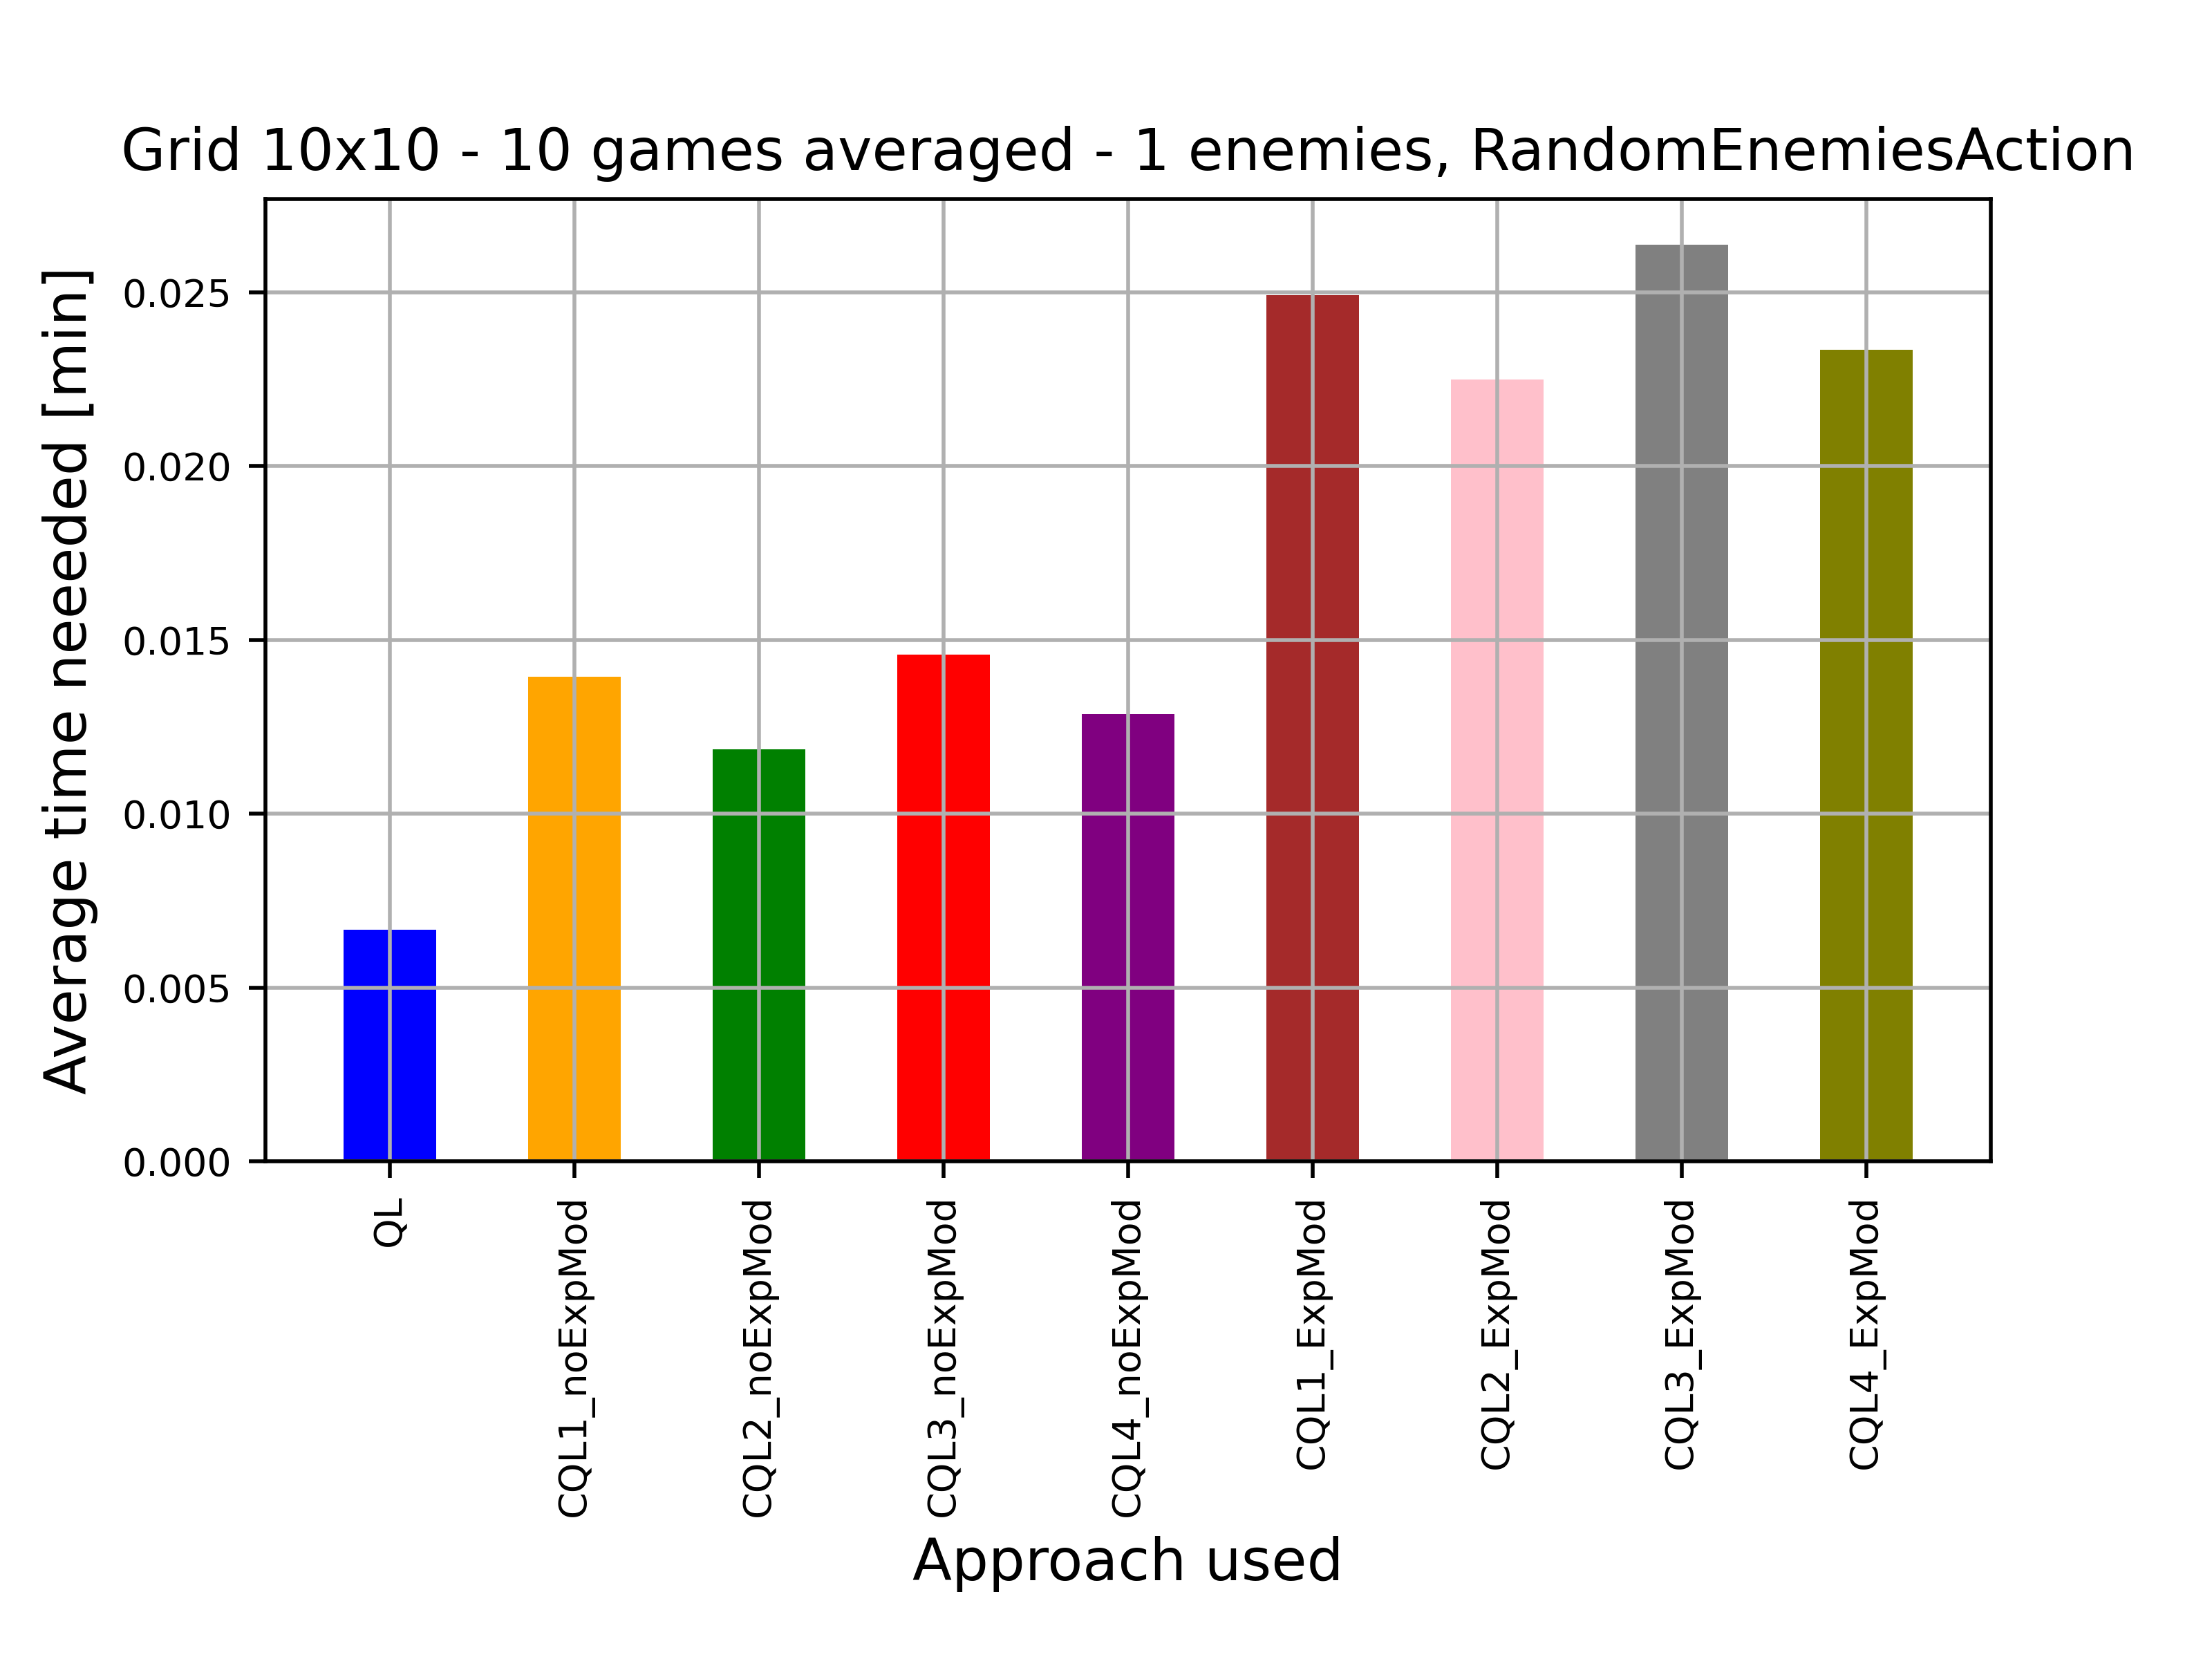 Grid 10x10 - 10 games averaged - 1 enemies, RandomEnemiesAction
Average time needed [min]
0.025
0.020
0.015
0.010
0.005
0.000
QL
CQL1_noExpMod
CQL2_noExpMod
CQL3_noExpMod
CQL4_noExpMod
CQL1_ExpMod
CQL2_ExpMod
CQL3_ExpMod
CQL4_ExpMod
Approach used